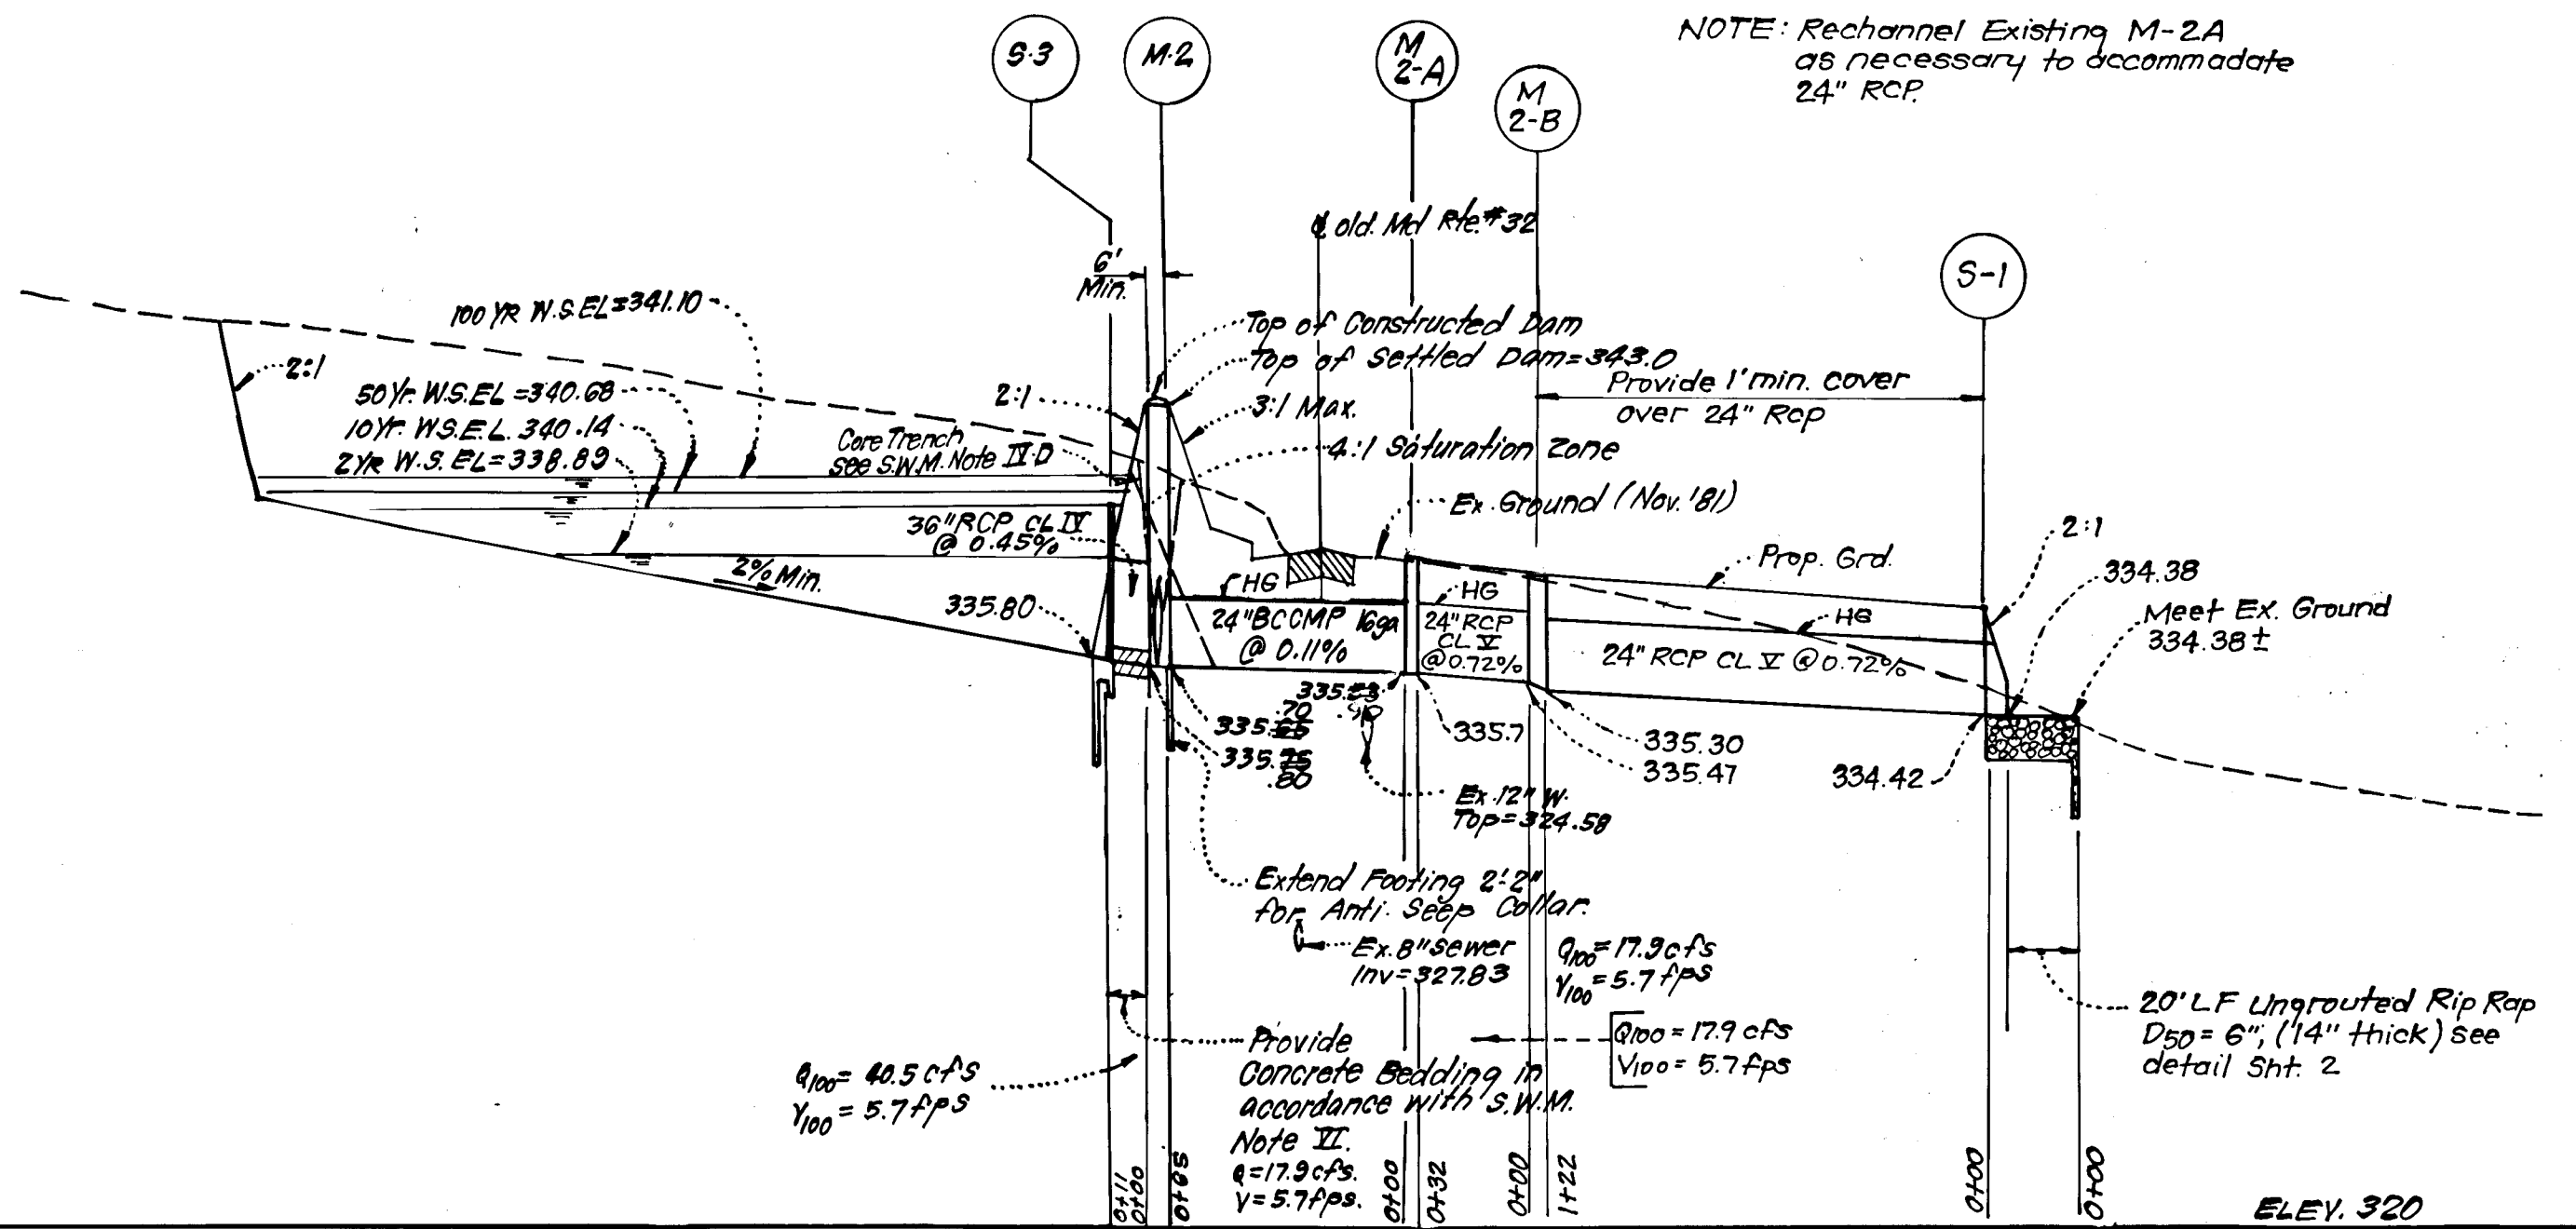 NOTE: Rechannel Existing M-2A
as necessary to accommadate
24" RCP.
S-3
M-2
M
2-A
M
2-B
S-1
℄ old. Md Rte. #32
6'
Min.
100 YR W.S. EL = 341.10
2:1
50 Yr. W.S. EL = 340.68
10 Yr. W.S.E.L. 340.14
2 YR W.S. EL = 338.89
2:1
Core Trench
see S.W.M. Note IV.D
Top of Constructed Dam
Top of Settled Dam = 343.0
3:1 Max.
4:1 Saturation Zone
Provide 1' min. cover
over 24" Rcp
Ex. Ground (Nov. '81)
36" RCP CL IV
@ 0.45%
2% Min.
335.80
HG
24" BCCMP 16ga
@ 0.11%
HG
24" RCP
CL V
@ 0.72%
Prop. Grd.
HG
24" RCP CL V @ 0.72%
2:1
334.38
Meet Ex. Ground
334.38 ±
335.53
.70
335.65
335.75
.80
335.7
335.30
335.47
334.42
Ex. 12" W.
Top = 324.58
Extend Footing 2'-2"
for Anti-Seep Collar.
Ex. 8" Sewer
Inv = 327.83
Q100 = 17.9 cfs
V100 = 5.7 fps
Q100 = 17.9 cfs
V100 = 5.7 fps
20' LF Ungrouted Rip Rap
D50 = 6", (14" thick) see
detail Sht. 2
Q100 = 40.5 cfs
V100 = 5.7 fps
Provide
Concrete Bedding in
accordance with S.W.M.
Note VI.
Q = 17.9 cfs.
V = 5.7 fps.
0+11
0+00
0+05
0+00
0+32
0+00
1+22
0+00
0+00
ELEV. 320